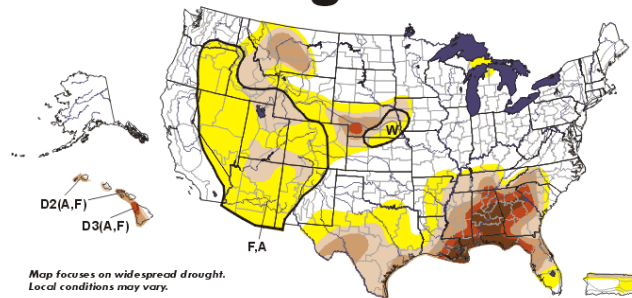 W
D2(A,F)
D3(A,F)
F,A
Map focuses on widespread drought.
Local conditions may vary.